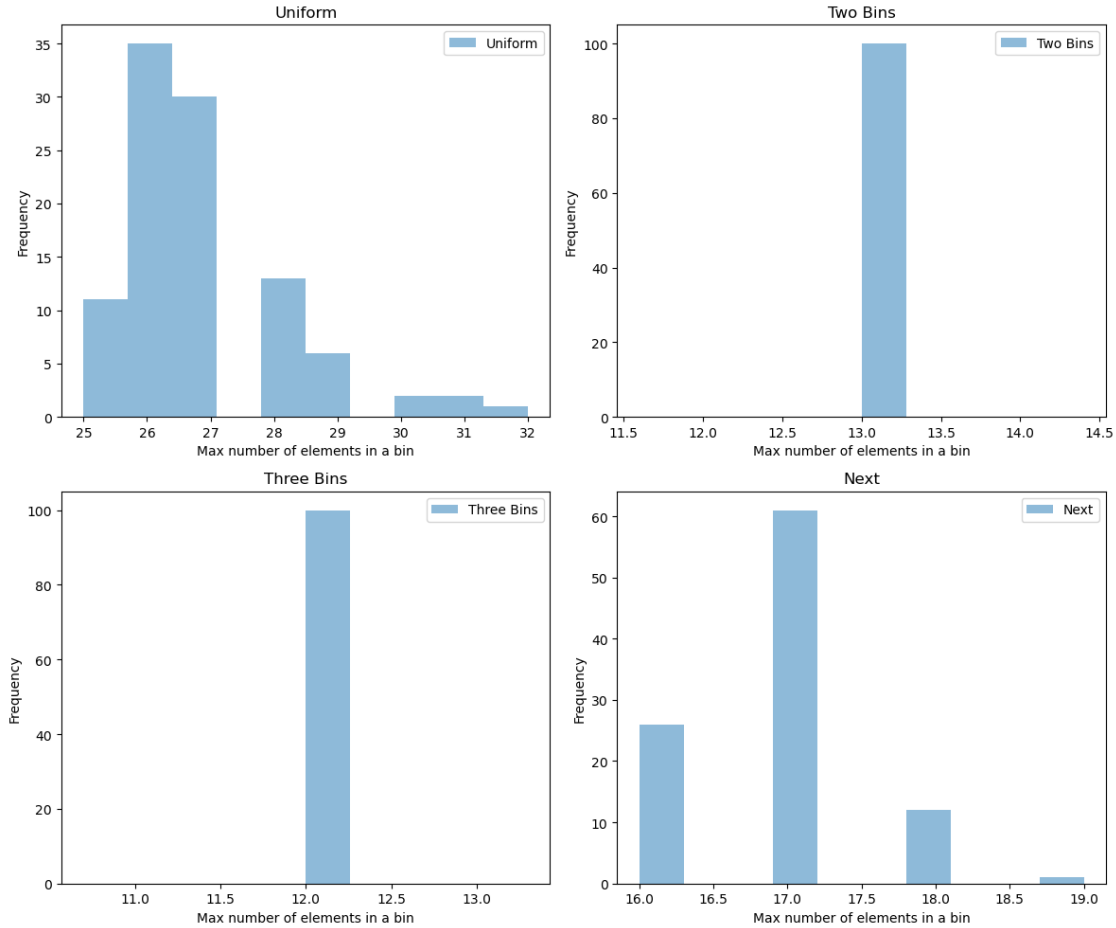 Uniform
Uniform
35
30
25
20
15
10
5
0
Frequency
25 26 27 28 29 30 31 32
Max number of elements in a bin
Two Bins
Two Bins
100
80
60
40
20
0
Frequency
11.5 12.0 12.5 13.0 13.5 14.0 14.5
Max number of elements in a bin
Three Bins
Three Bins
100
80
60
40
20
0
Frequency
11.0 11.5 12.0 12.5 13.0
Max number of elements in a bin
Next
Next
60
50
40
30
20
10
0
Frequency
16.0 16.5 17.0 17.5 18.0 18.5 19.0
Max number of elements in a bin